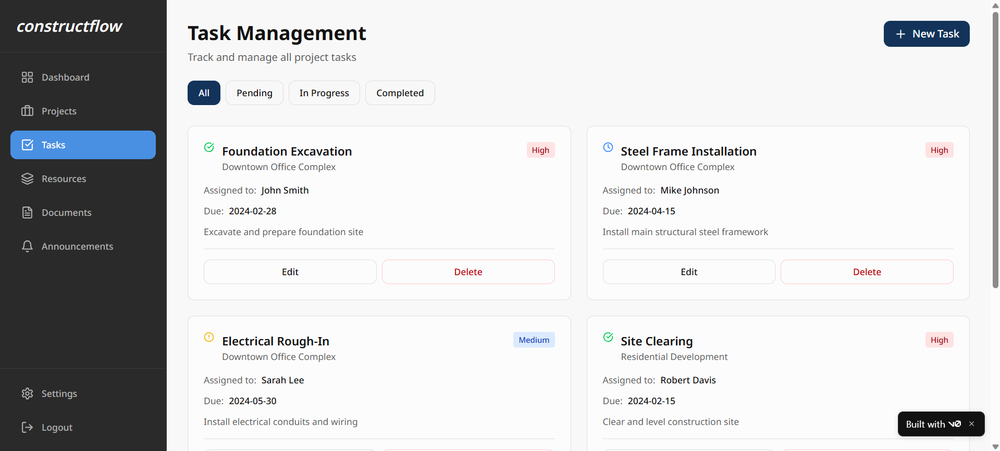 constructflow
Dashboard
Projects
Tasks
Resources
Documents
Announcements
Settings
Logout
Task Management
Track and manage all project tasks
+ New Task
All
Pending
In Progress
Completed
Foundation Excavation
High
Downtown Office Complex
Assigned to: John Smith
Due: 2024-02-28
Excavate and prepare foundation site
Edit
Delete
Steel Frame Installation
High
Downtown Office Complex
Assigned to: Mike Johnson
Due: 2024-04-15
Install main structural steel framework
Edit
Delete
Electrical Rough-In
Medium
Downtown Office Complex
Assigned to: Sarah Lee
Due: 2024-05-30
Install electrical conduits and wiring
Site Clearing
High
Residential Development
Assigned to: Robert Davis
Due: 2024-02-15
Clear and level construction site
Built with v0